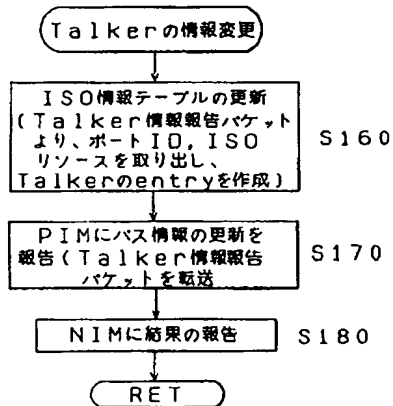 Talkerの情報変更
ISO情報テーブルの更新
(Talker情報報告パケット
より、ポートID, ISO
リソースを取り出し、
Talkerのentryを作成)
S160
PIMにパス情報の更新を
報告(Talker情報報告
パケットを転送
S170
NIMに結果の報告
S180
RET